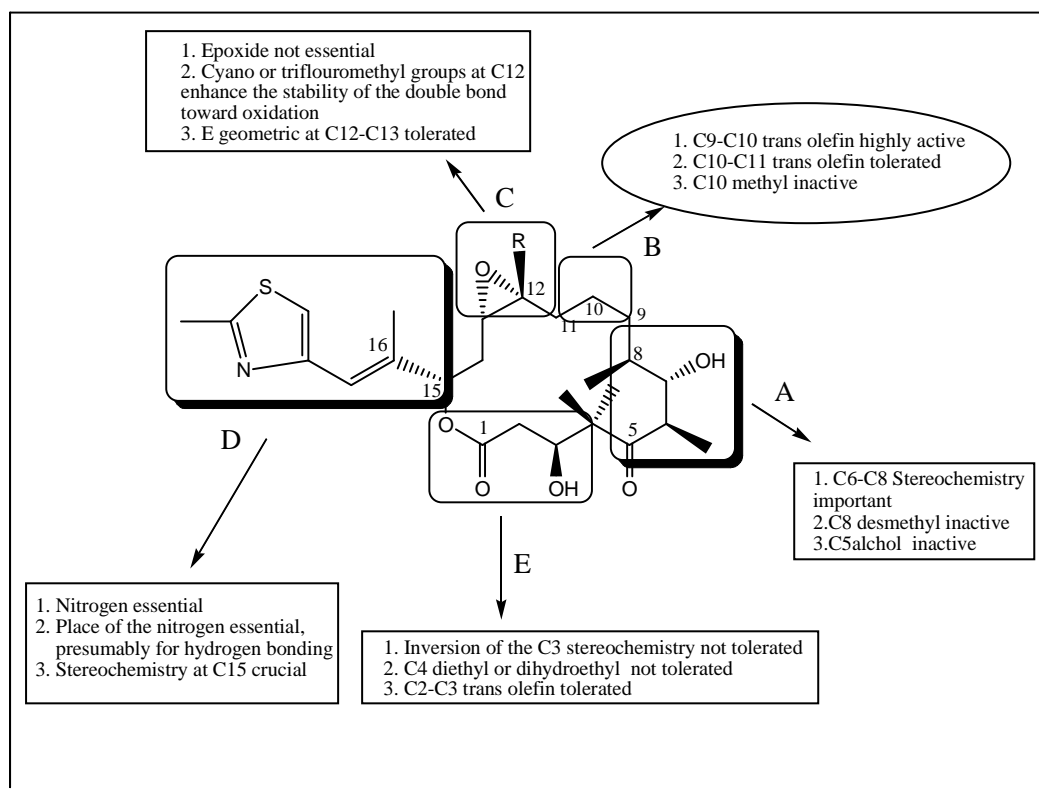 1. Epoxide not essential
2. Cyano or triflouromethyl groups at C12
enhance the stability of the double bond
toward oxidation
3. E geometric at C12-C13 tolerated
1. C9-C10 trans olefin highly active
2. C10-C11 trans olefin tolerated
3. C10 methyl inactive
C
B
R
O
12
10
11
9
S
N
16
15
8
OH
A
O
1
5
O
OH
O
D
E
1. C6-C8 Stereochemistry
important
2.C8 desmethyl inactive
3.C5alchol inactive
1. Nitrogen essential
2. Place of the nitrogen essential,
presumably for hydrogen bonding
3. Stereochemistry at C15 crucial
1. Inversion of the C3 stereochemistry not tolerated
2. C4 diethyl or dihydroethyl not tolerated
3. C2-C3 trans olefin tolerated